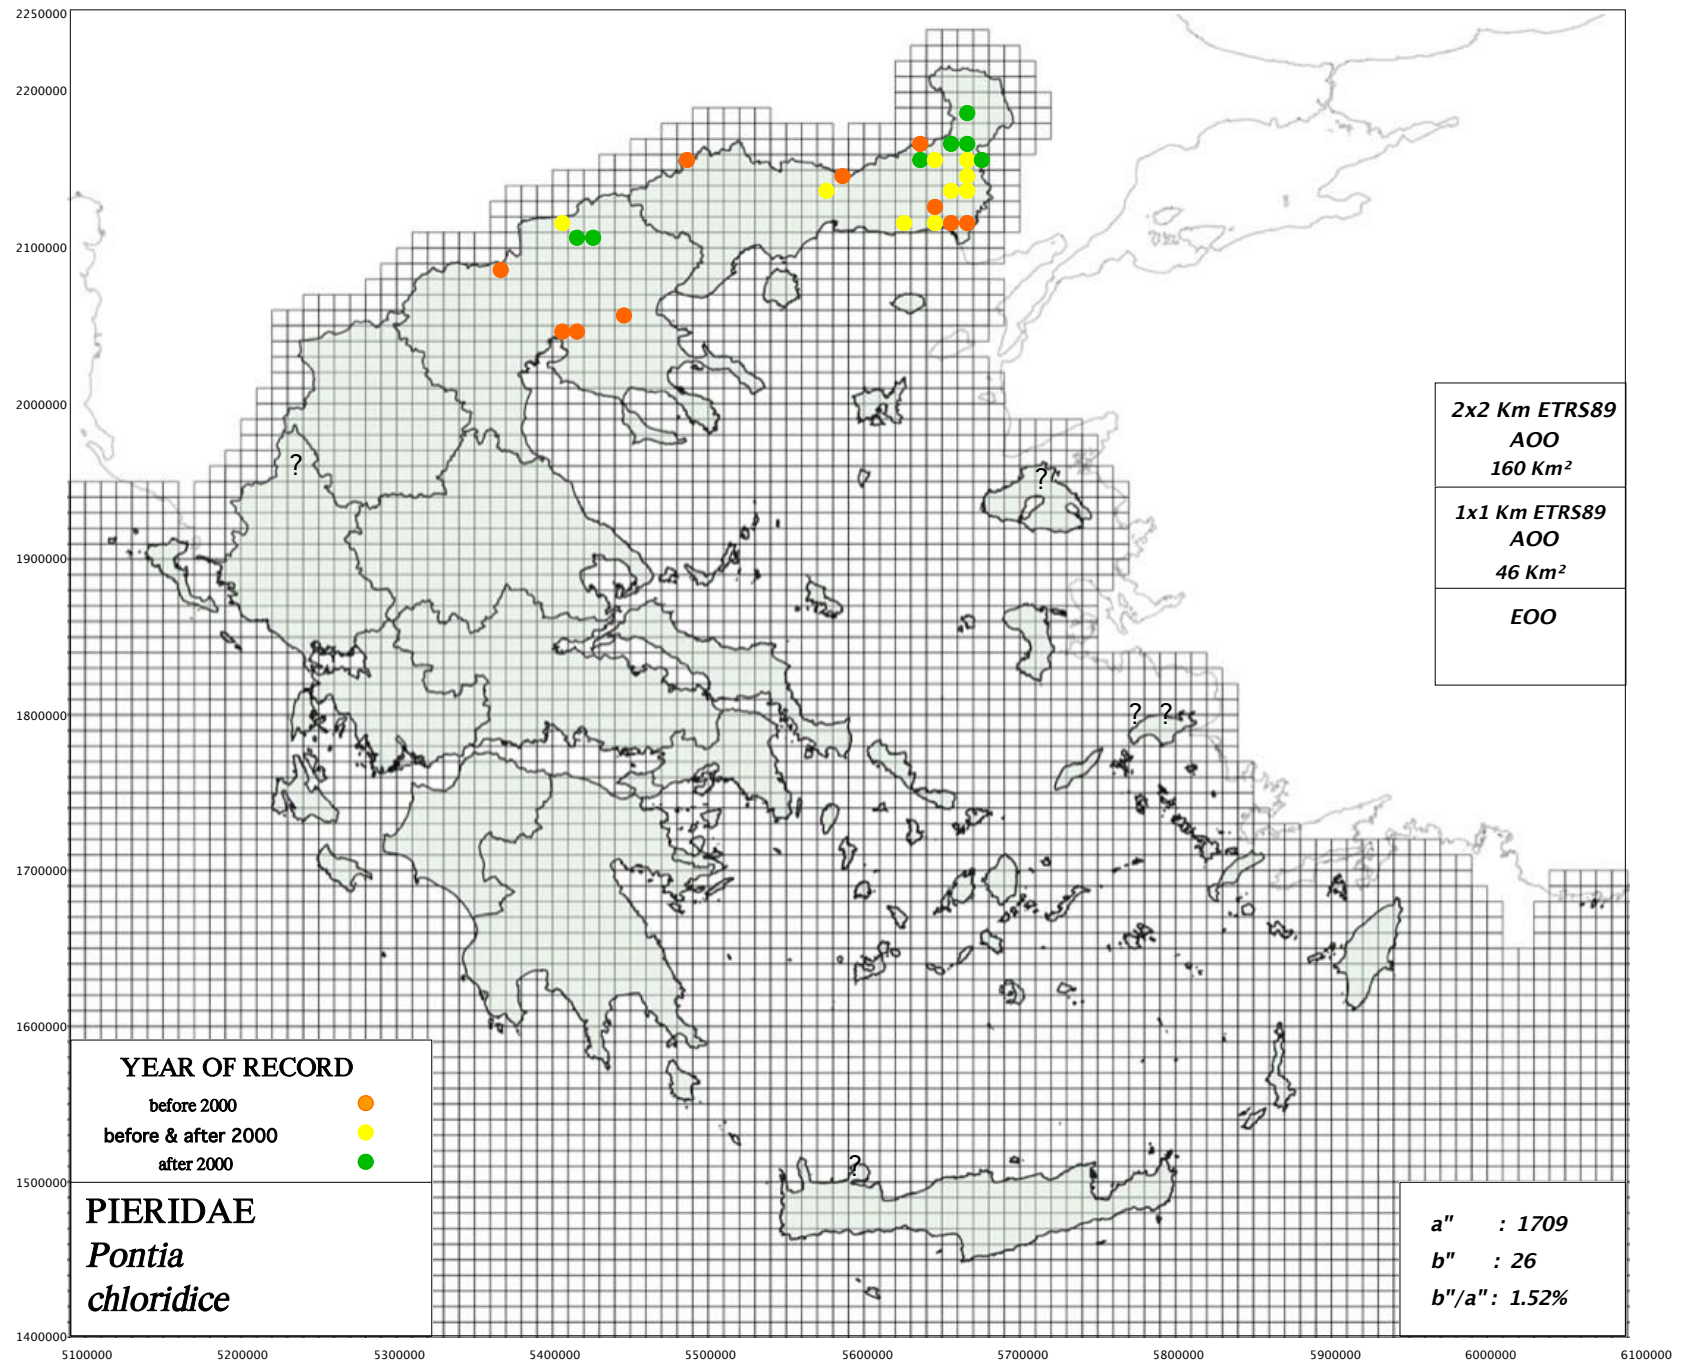 2250000
2200000
2100000
2000000
1900000
1800000
1700000
1600000
1500000
1400000
?
?
? ?
?
2x2 Km ETRS89
AOO
160 Km²
1x1 Km ETRS89
AOO
46 Km²
EOO
YEAR OF RECORD
before 2000
before & after 2000
after 2000
PIERIDAE
Pontia
chloridice
a" : 1709
b" : 26
b"/a" : 1.52%
5100000 5200000 5300000 5400000 5500000 5600000 5700000 5800000 5900000 6000000 6100000